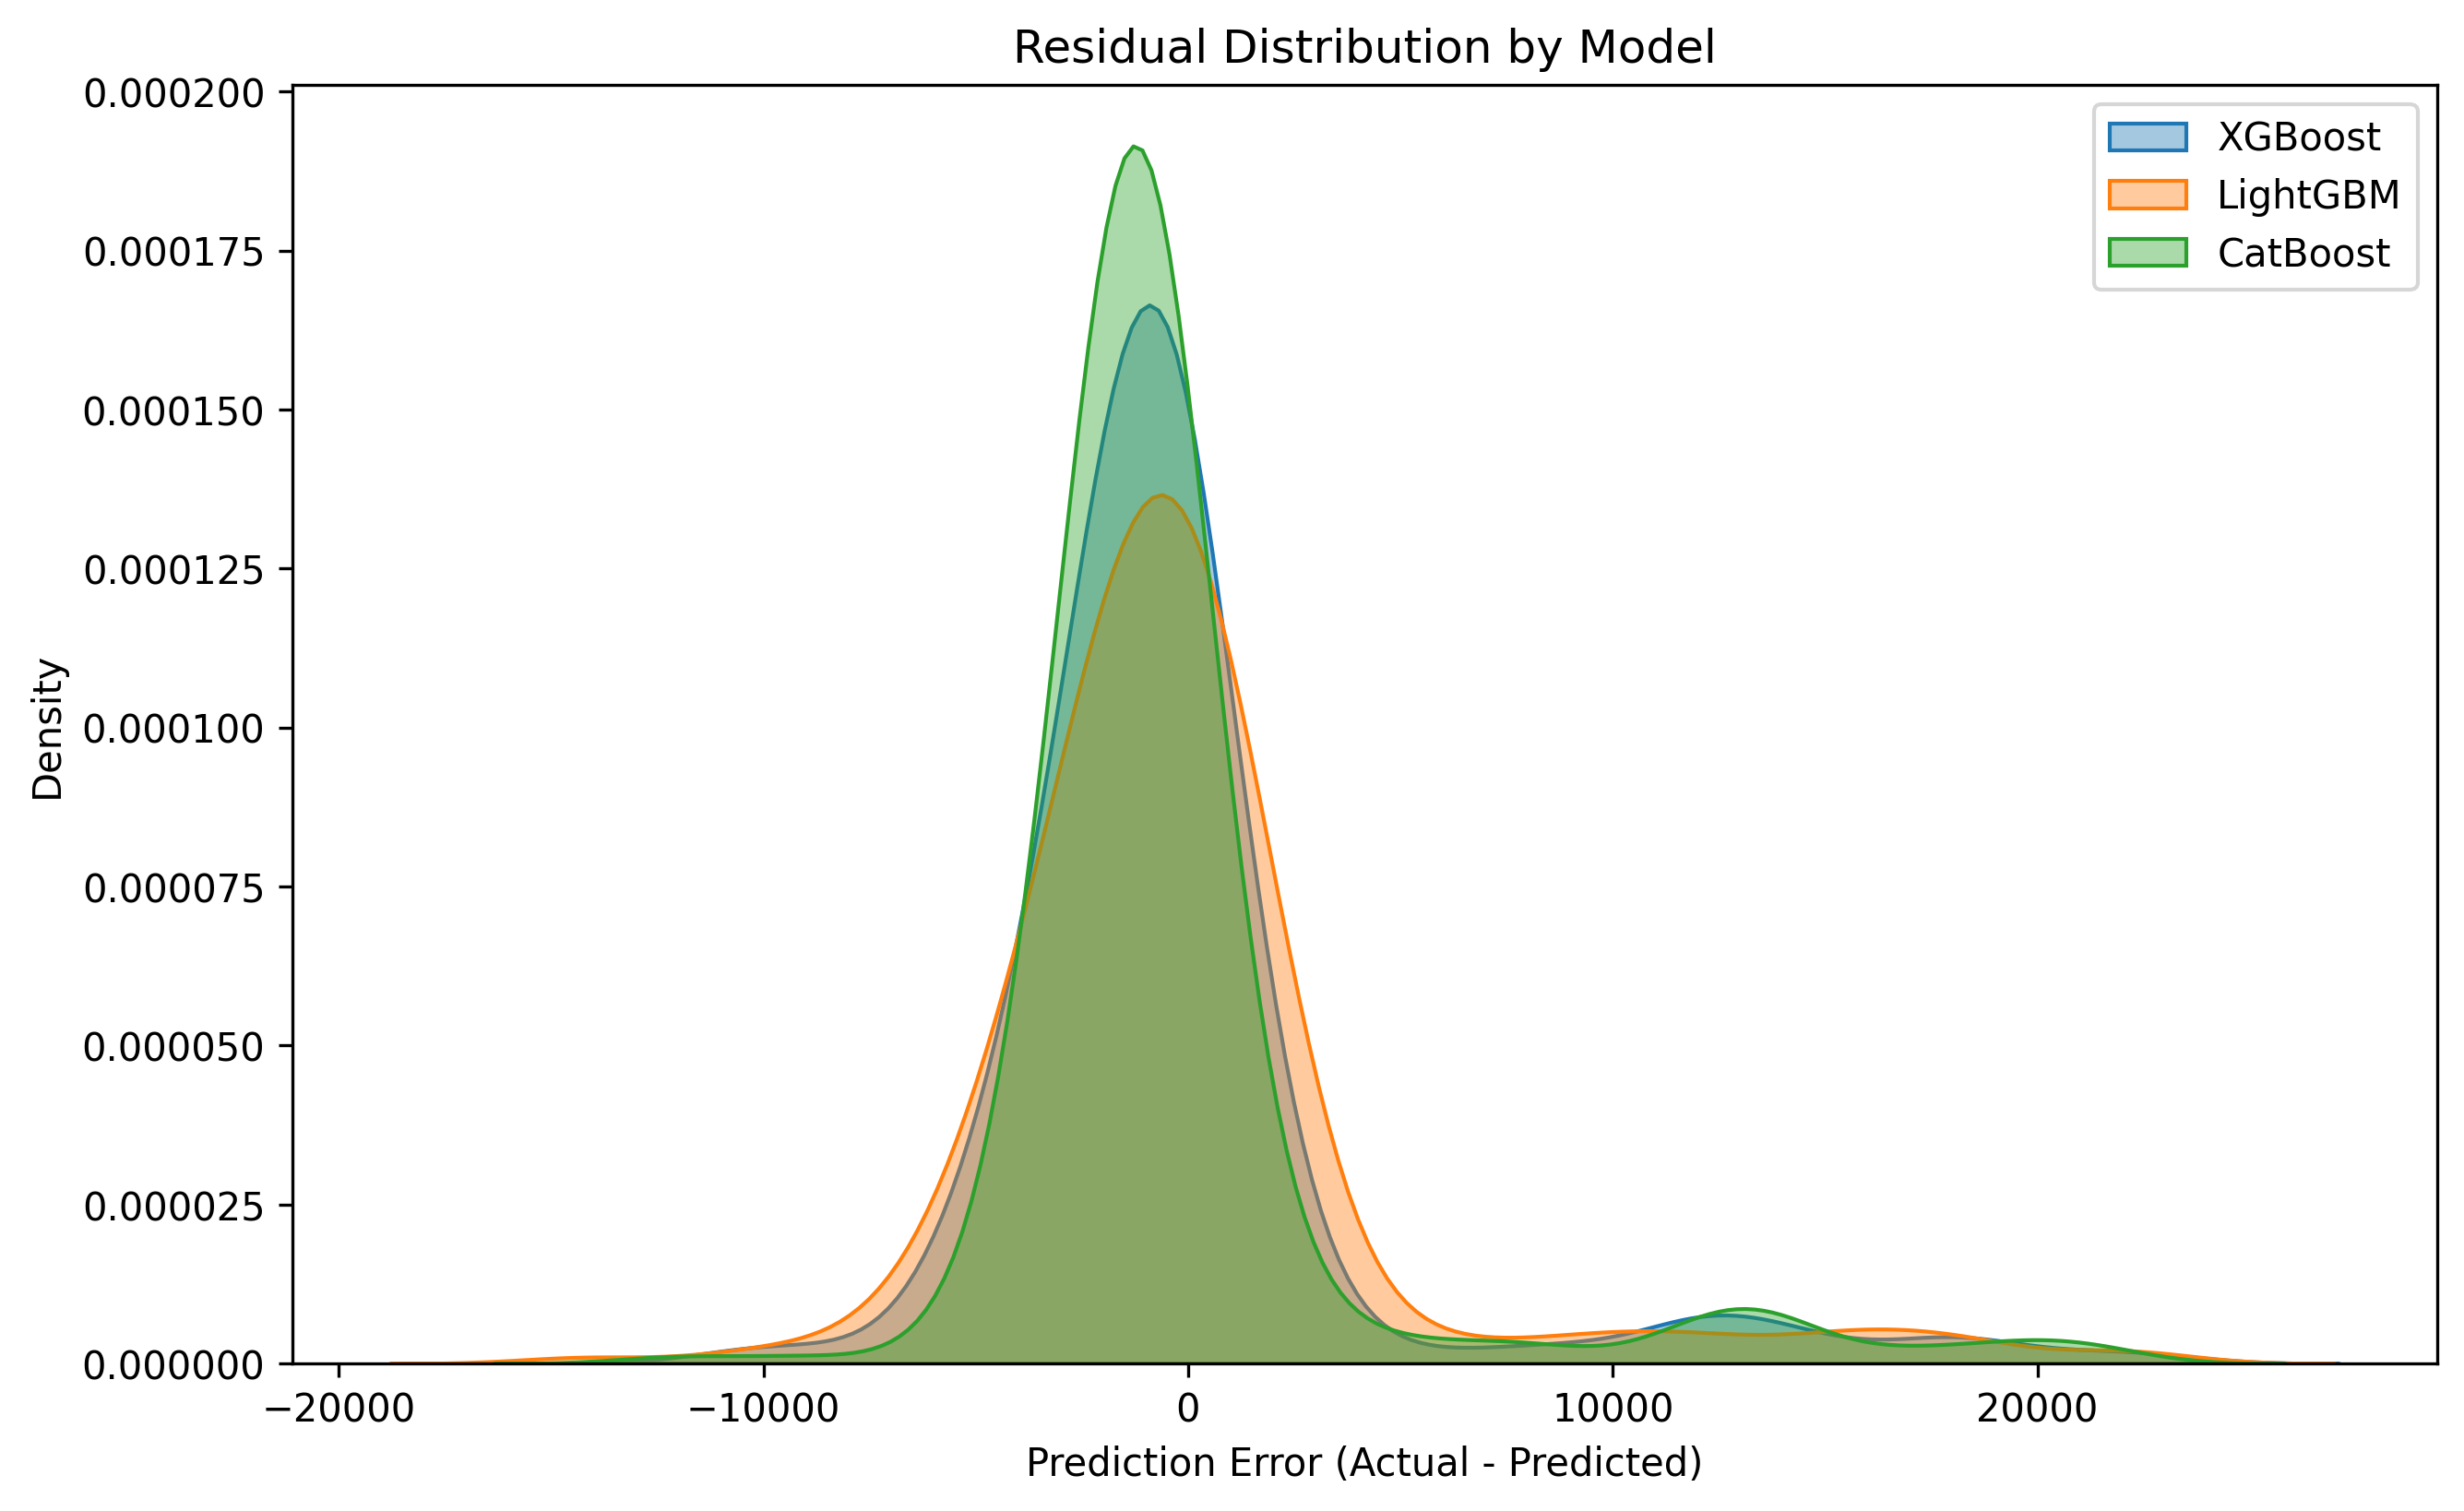 Residual Distribution by Model
0.000200
0.000175
0.000150
0.000125
0.000100
0.000075
0.000050
0.000025
0.000000
Density
XGBoost
LightGBM
CatBoost
−20000
−10000
0
10000
20000
Prediction Error (Actual - Predicted)